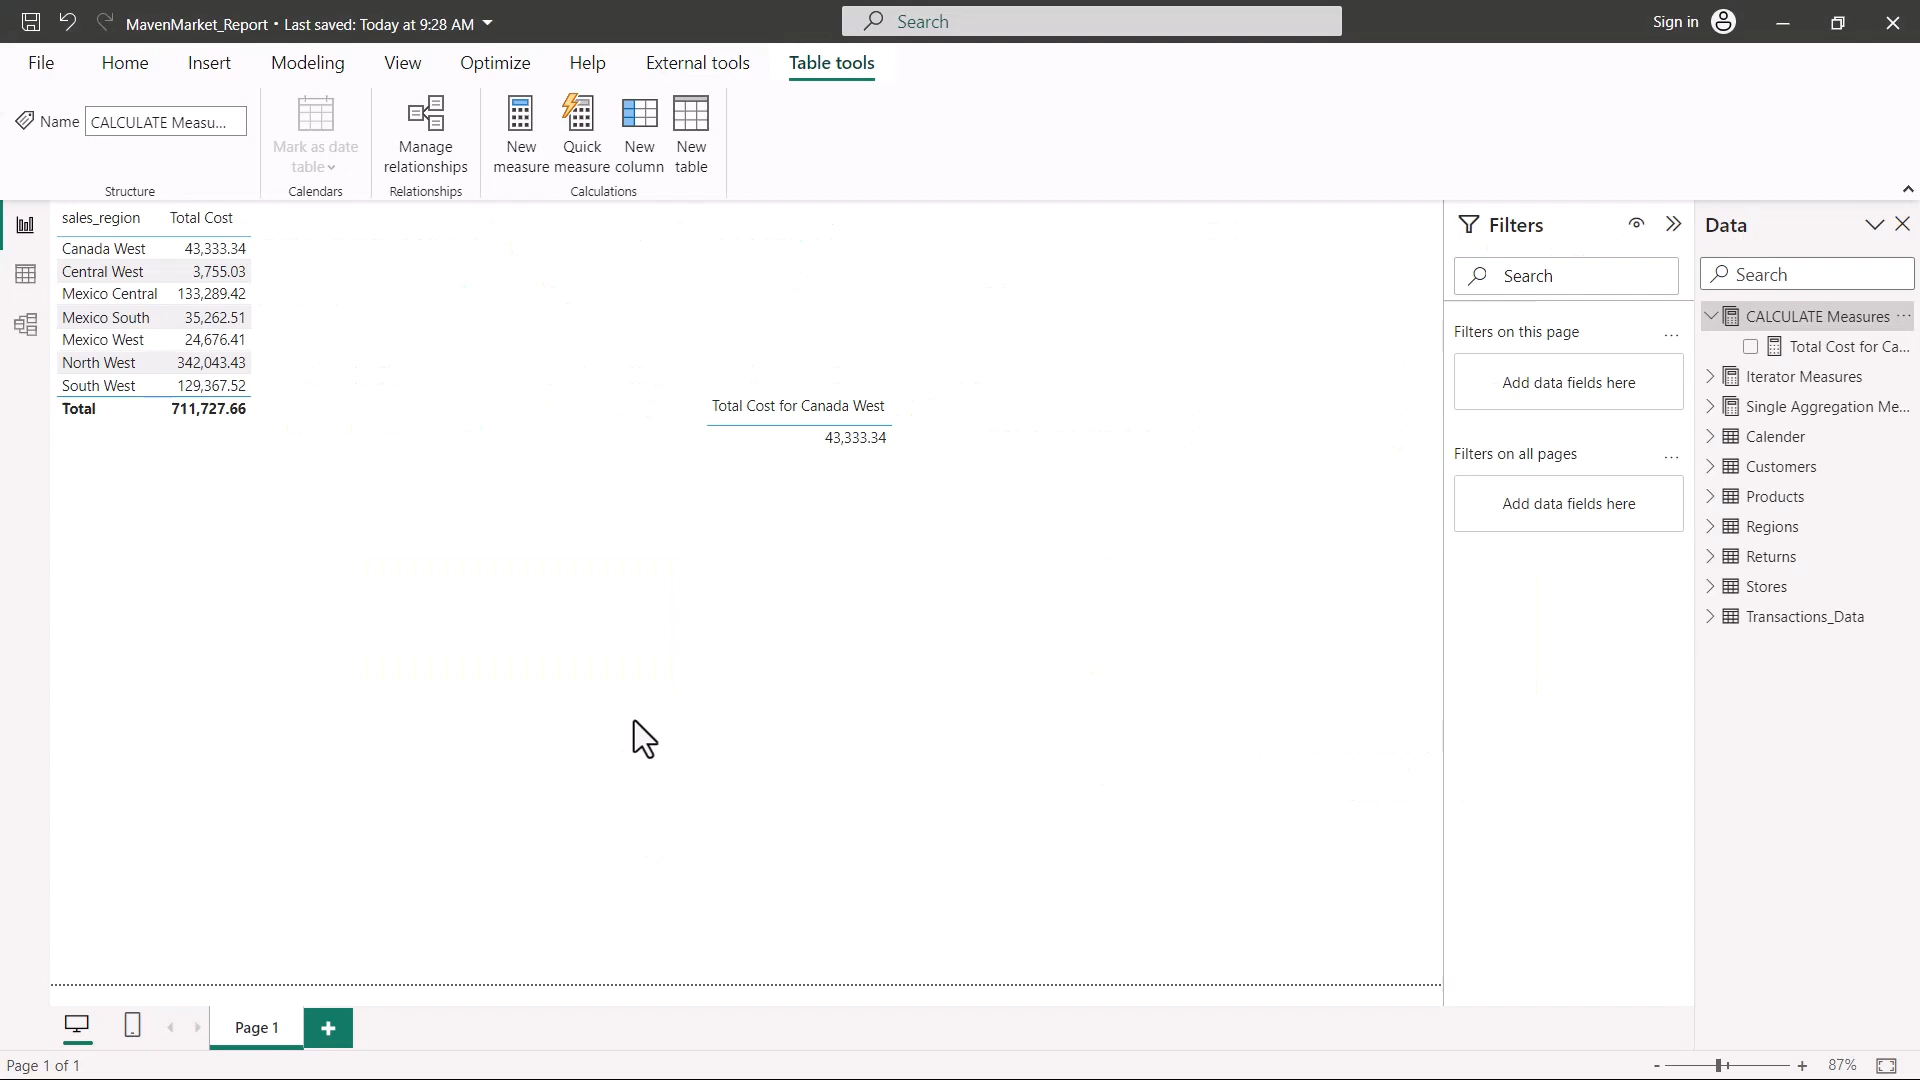 MavenMarket_Report • Last saved: Today at 9:28 AM
Search
Sign in
File Home Insert Modeling View Optimize Help External tools Table tools
Name CALCULATE Measu...
Mark as date table
Manage relationships
New measure
Quick measure
New column
New table
Structure Calendars Relationships Calculations
sales_region Total Cost
Canada West 43,333.34
Central West 3,755.03
Mexico Central 133,289.42
Mexico South 35,262.51
Mexico West 24,676.41
North West 342,043.43
South West 129,367.52
Total 711,727.66
Total Cost for Canada West
43,333.34
Filters
Search
Filters on this page ...
Add data fields here
Filters on all pages ...
Add data fields here
Data
Search
CALCULATE Measures ...
Total Cost for Ca...
Iterator Measures
Single Aggregation Me...
Calender
Customers
Products
Regions
Returns
Stores
Transactions_Data
Page 1 +
Page 1 of 1
- + 87%